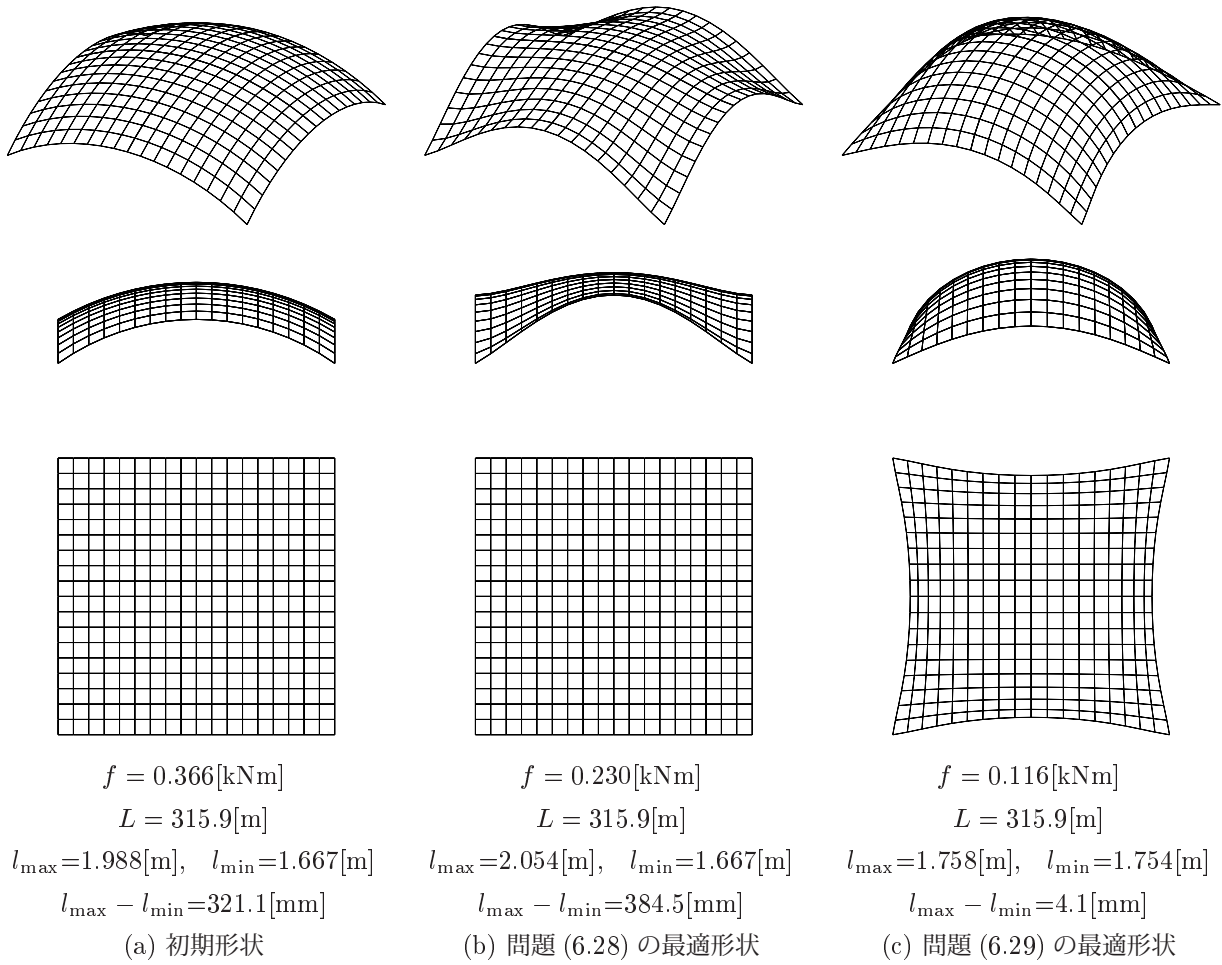 f = 0.366[kNm]
L = 315.9[m]
l_max=1.988[m], l_min=1.667[m]
l_max − l_min=321.1[mm]
(a) 初期形状
f = 0.230[kNm]
L = 315.9[m]
l_max=2.054[m], l_min=1.667[m]
l_max − l_min=384.5[mm]
(b) 問題 (6.28) の最適形状
f = 0.116[kNm]
L = 315.9[m]
l_max=1.758[m], l_min=1.754[m]
l_max − l_min=4.1[mm]
(c) 問題 (6.29) の最適形状